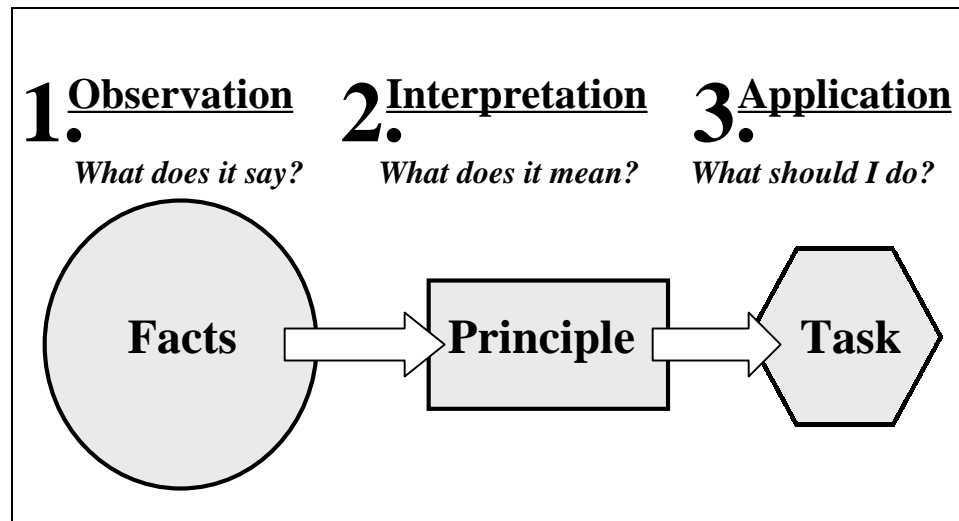 1. Observation
What does it say?
2. Interpretation
What does it mean?
3. Application
What should I do?
Facts
Principle
Task